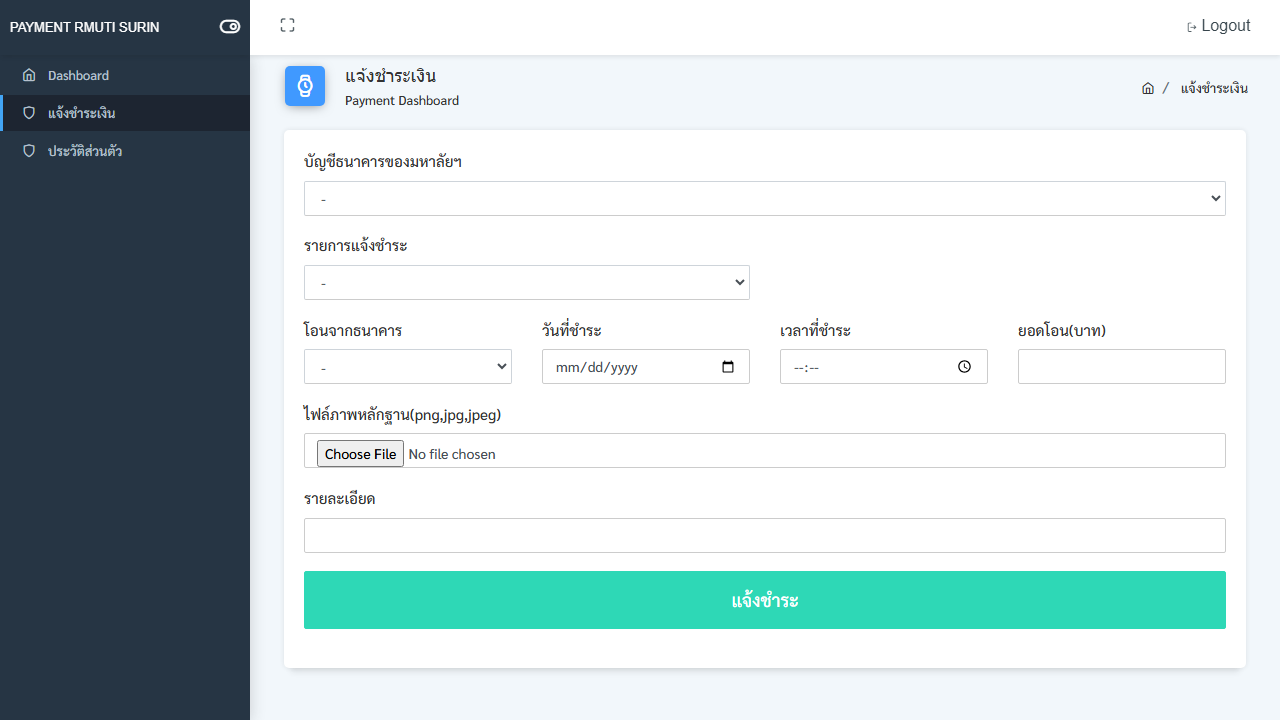 PAYMENT RMUTI SURIN
Logout
Dashboard
แจ้งชำระเงิน
ประวัติส่วนตัว
แจ้งชำระเงิน
Payment Dashboard
/ แจ้งชำระเงิน
บัญชีธนาคารของมหาลัยฯ
-
รายการแจ้งชำระ
-
โอนจากธนาคาร วันที่ชำระ เวลาที่ชำระ ยอดโอน(บาท)
- mm/dd/yyyy --:--
ไฟล์ภาพหลักฐาน(png,jpg,jpeg)
Choose File No file chosen
รายละเอียด
แจ้งชำระ